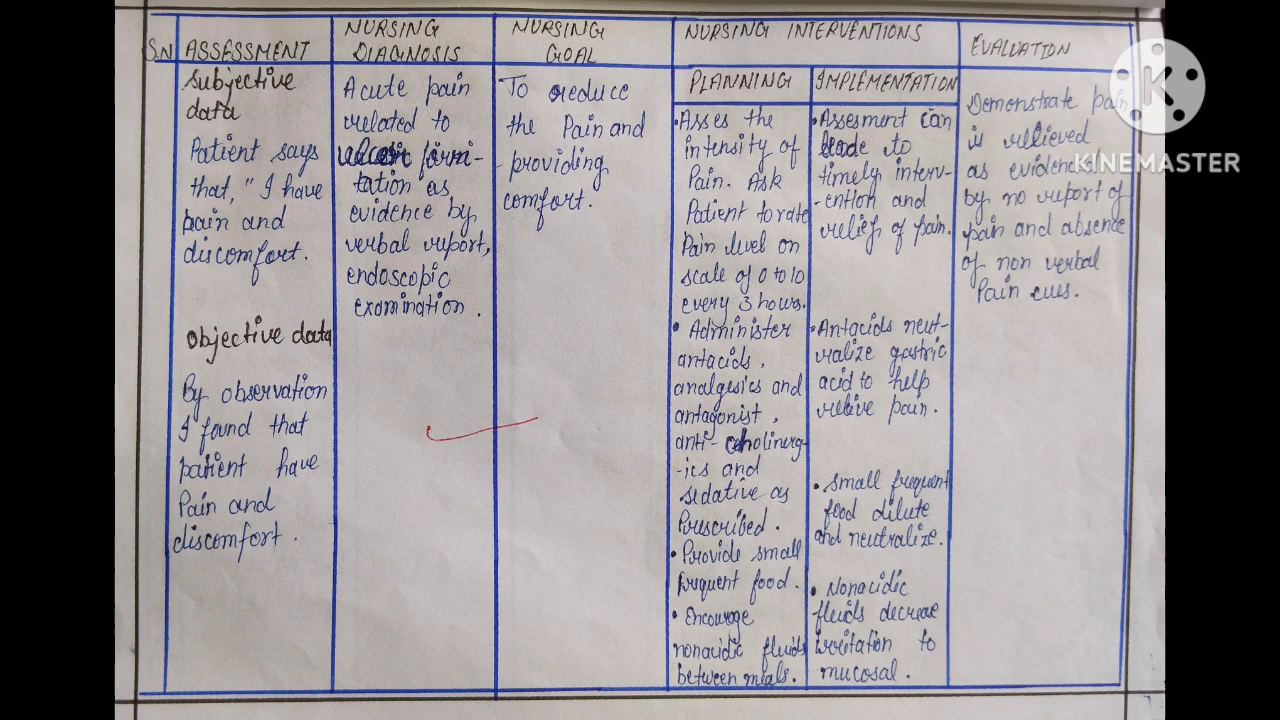 S.N
ASSESSMENT
NURSING
DIAGNOSIS
NURSING
GOAL
NURSING INTERVENTIONS
EVALUATION
PLANNING
IMPLEMENTATION
subjective
data
Patient says
that, " I have
pain and
discomfort.
objective data
By observation
I found that
patient have
Pain and
discomfort.
Acute pain
related to
tation as
evidence by
verbal report,
endoscopic
examination.
To reduce
the Pain and
providing
comfort.
• Asses the
intensity of
Pain. Ask
Patient to rate
Pain level on
scale of 0 to 10
every 3 hours.
• Administer
antacids,
analgesics and
antagonist,
anti-cholinerg-
-ics and
sedative as
Prescribed.
• Provide small
frequent food.
• Encourage
nonacidic fluids
between meals.
• Assesment can
leade to
timely interv-
-ention and
relief of pain.
• Antacids neut-
ralize gastric
acid to help
relive pain.
• small frequent
food dilute
and neutralize.
• Nonacidic
fluids decreae
irritation to
mucosal.
Demonstrate pain
is relieved
as evidenced
by no report of
pain and absence
of non verbal
Pain cues.
K
KINEMASTER